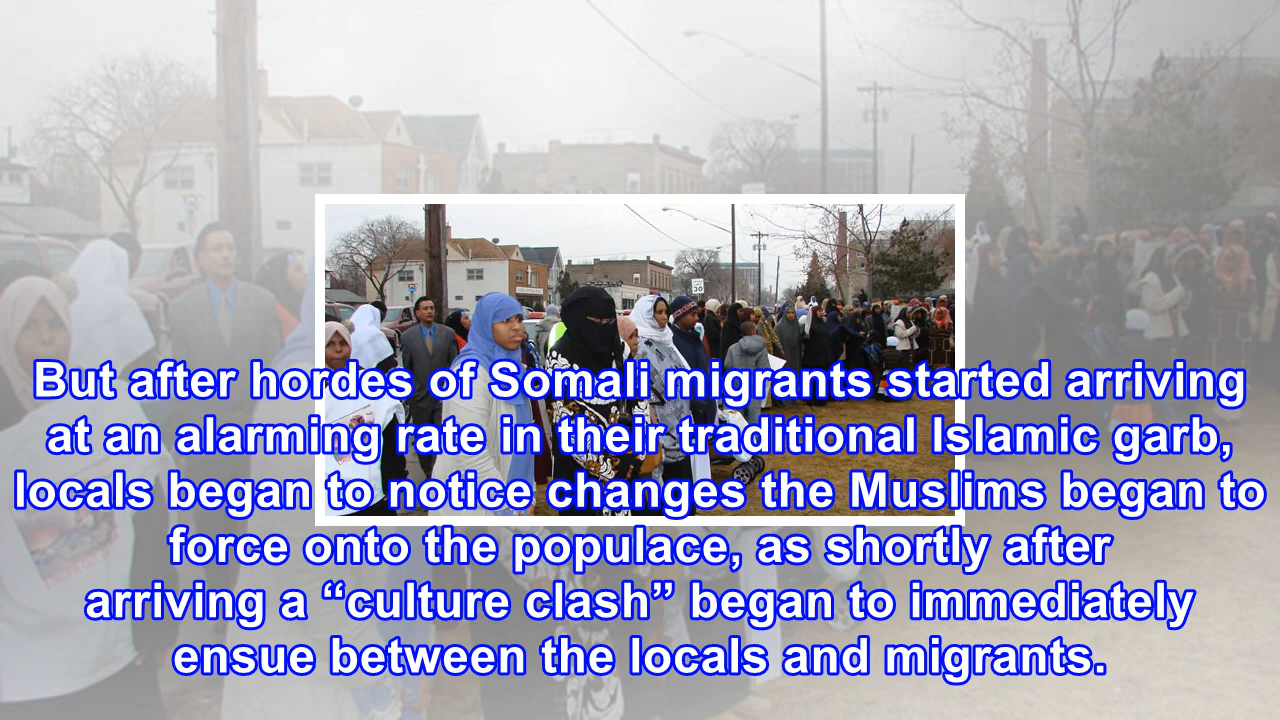 But after hordes of Somali migrants started arriving
at an alarming rate in their traditional Islamic garb,
locals began to notice changes the Muslims began to
force onto the populace, as shortly after
arriving a “culture clash” began to immediately
ensue between the locals and migrants.